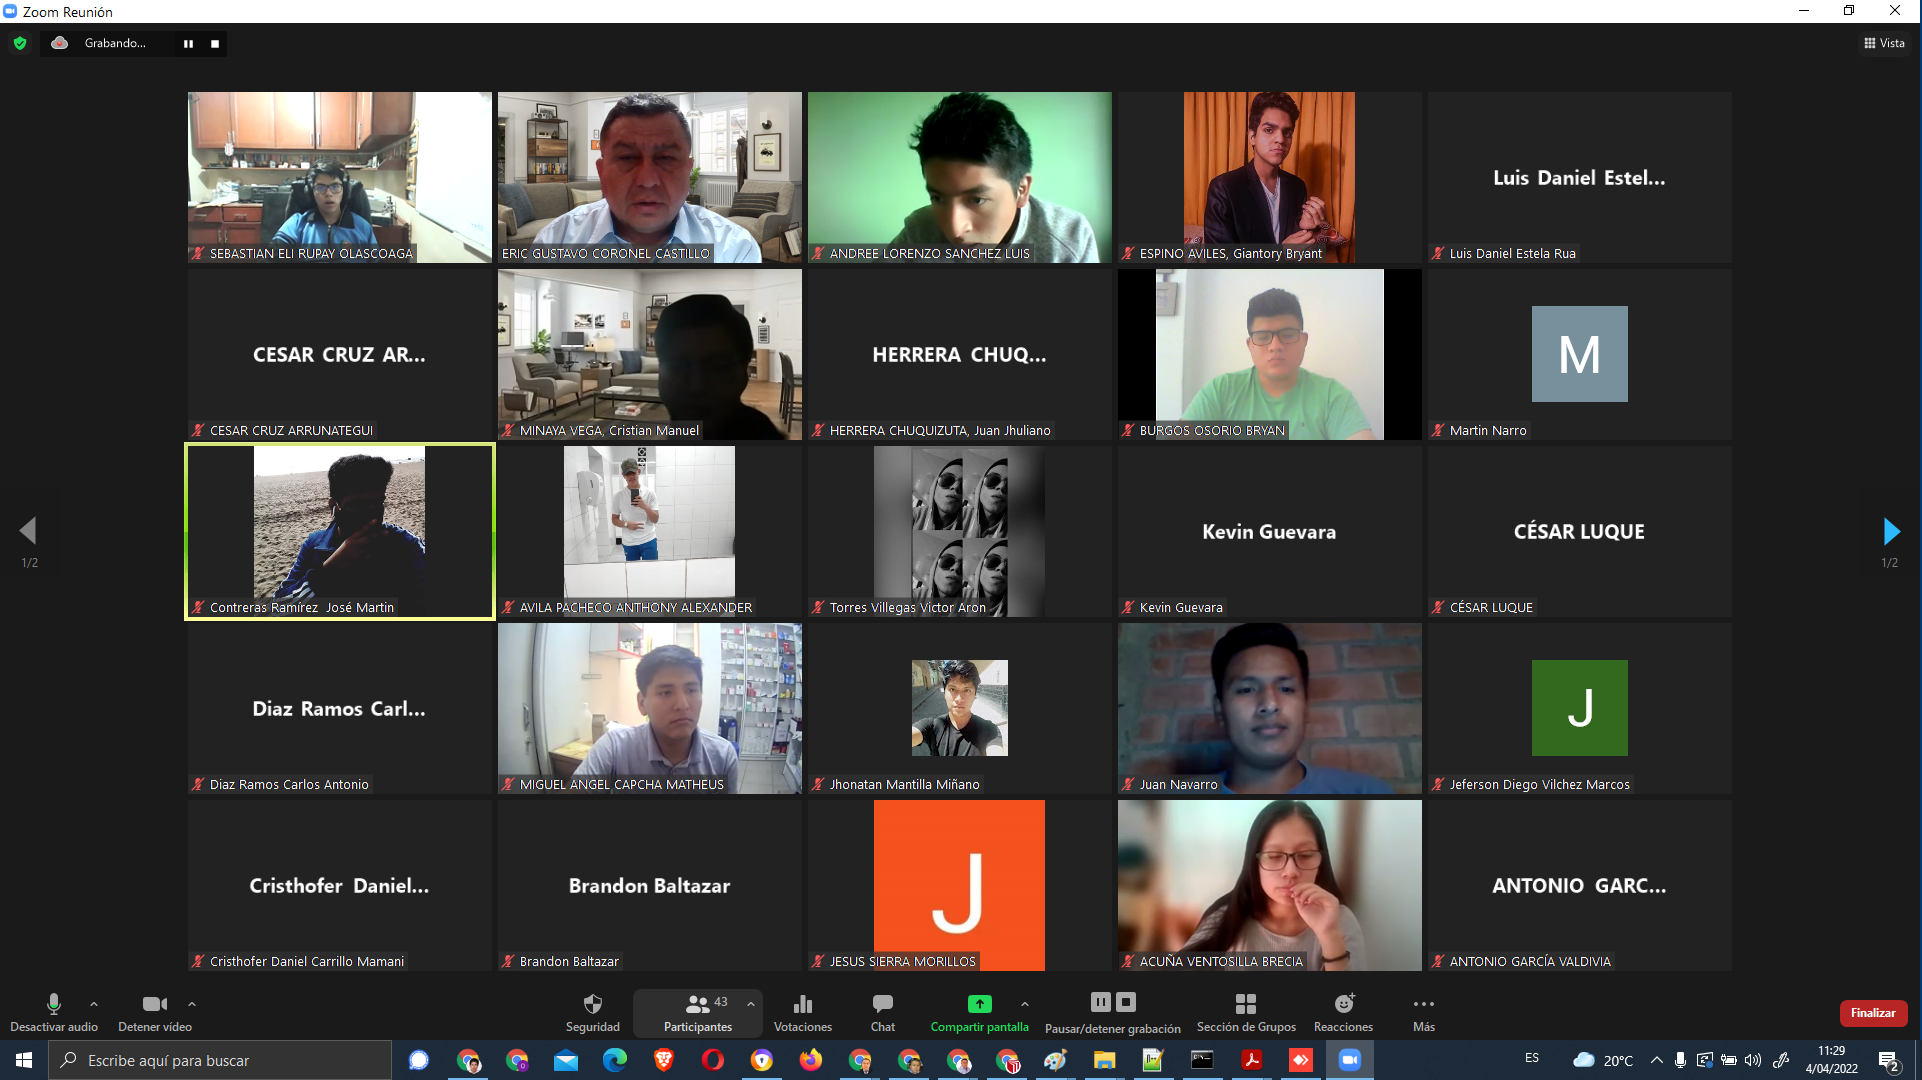 Zoom Reunión
Grabando...
Vista
SEBASTIAN ELI RUPAY OLASCOAGA
ERIC GUSTAVO CORONEL CASTILLO
ANDREE LORENZO SANCHEZ LUIS
ESPINO AVILES, Giantory Bryant
Luis Daniel Estel...
Luis Daniel Estela Rua
CESAR CRUZ AR...
CESAR CRUZ ARRUNATEGUI
MINAYA VEGA, Cristian Manuel
HERRERA CHUQ...
HERRERA CHUQUIZUTA, Juan Jhuliano
BURGOS OSORIO BRYAN
M
Martin Narro
Contreras Ramírez José Martin
AVILA PACHECO ANTHONY ALEXANDER
Torres Villegas Victor Aron
Kevin Guevara
Kevin Guevara
CÉSAR LUQUE
CÉSAR LUQUE
1/2
1/2
Diaz Ramos Carl...
Diaz Ramos Carlos Antonio
MIGUEL ANGEL CAPCHA MATHEUS
Jhonatan Mantilla Miñano
Juan Navarro
J
Jeferson Diego Vilchez Marcos
Cristhofer Daniel...
Cristhofer Daniel Carrillo Mamani
Brandon Baltazar
Brandon Baltazar
J
JESUS SIERRA MORILLOS
ACUÑA VENTOSILLA BRECIA
ANTONIO GARC...
ANTONIO GARCÍA VALDIVIA
Desactivar audio
Detener vídeo
Seguridad
43
Participantes
Votaciones
Chat
Compartir pantalla
Pausar/detener grabación
Sección de Grupos
Reacciones
Más
Finalizar
Escribe aquí para buscar
ES
20°C
11:29
4/04/2022
2